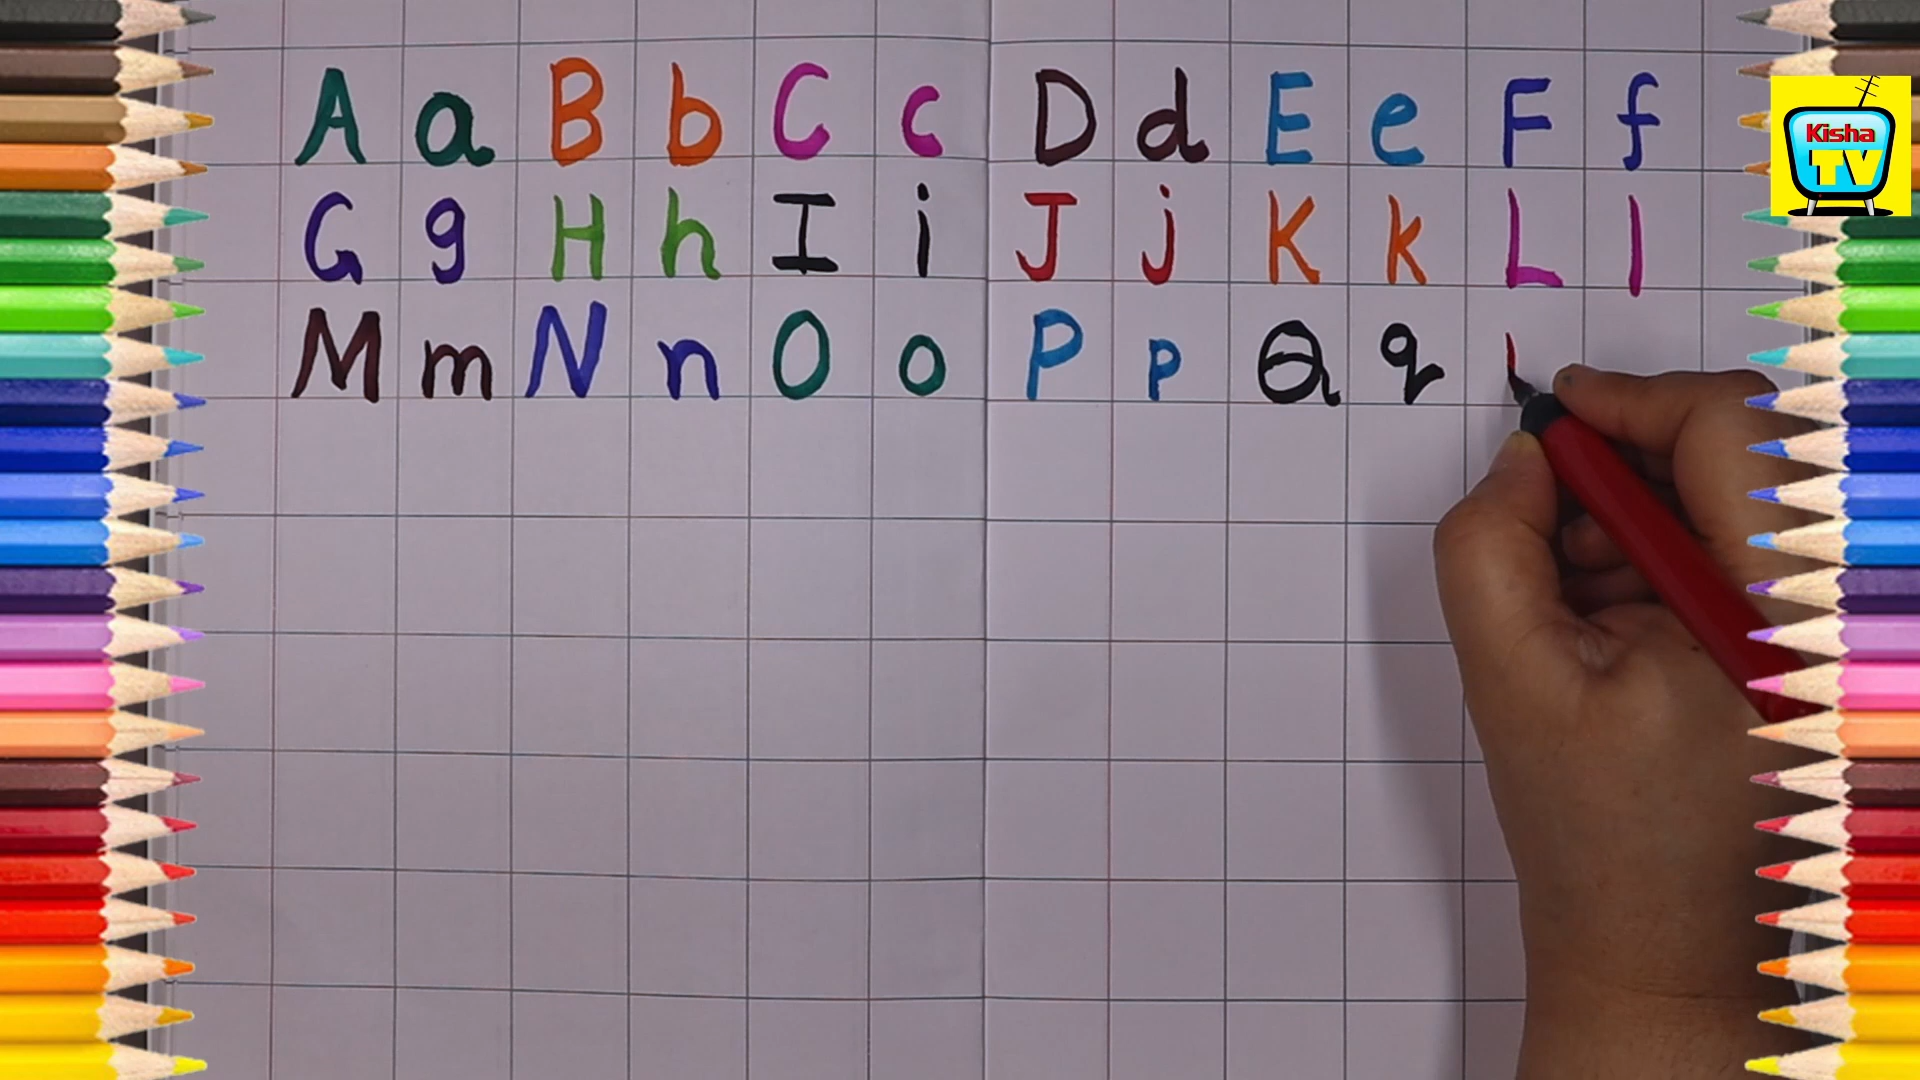 A a B b C c D d E e F f
G g H h I i J j K k L l
M m N n O o P p Q q
Kisha
TV